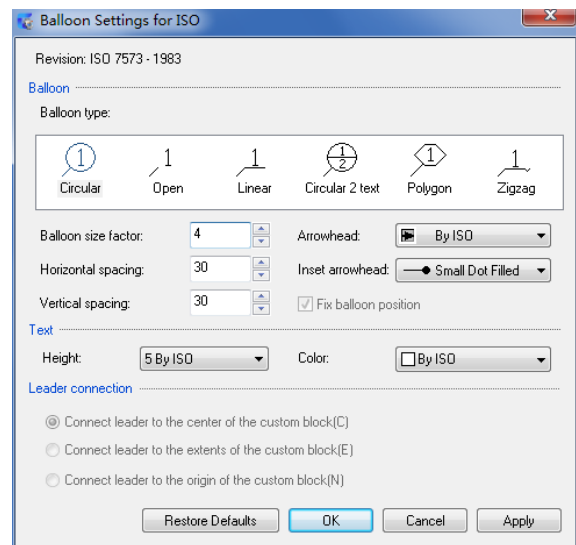 Balloon Settings for ISO
x
Revision: ISO 7573 - 1983
Balloon
Balloon type:
1 1 1 1 2 1 1
Circular Open Linear Circular 2 text Polygon Zigzag
Balloon size factor: 4 Arrowhead: By ISO
Horizontal spacing: 30 Inset arrowhead: Small Dot Filled
Vertical spacing: 30 Fix balloon position
Text
Height: 5 By ISO Color: By ISO
Leader connection
Connect leader to the center of the custom block(C)
Connect leader to the extents of the custom block(E)
Connect leader to the origin of the custom block(N)
Restore Defaults OK Cancel Apply